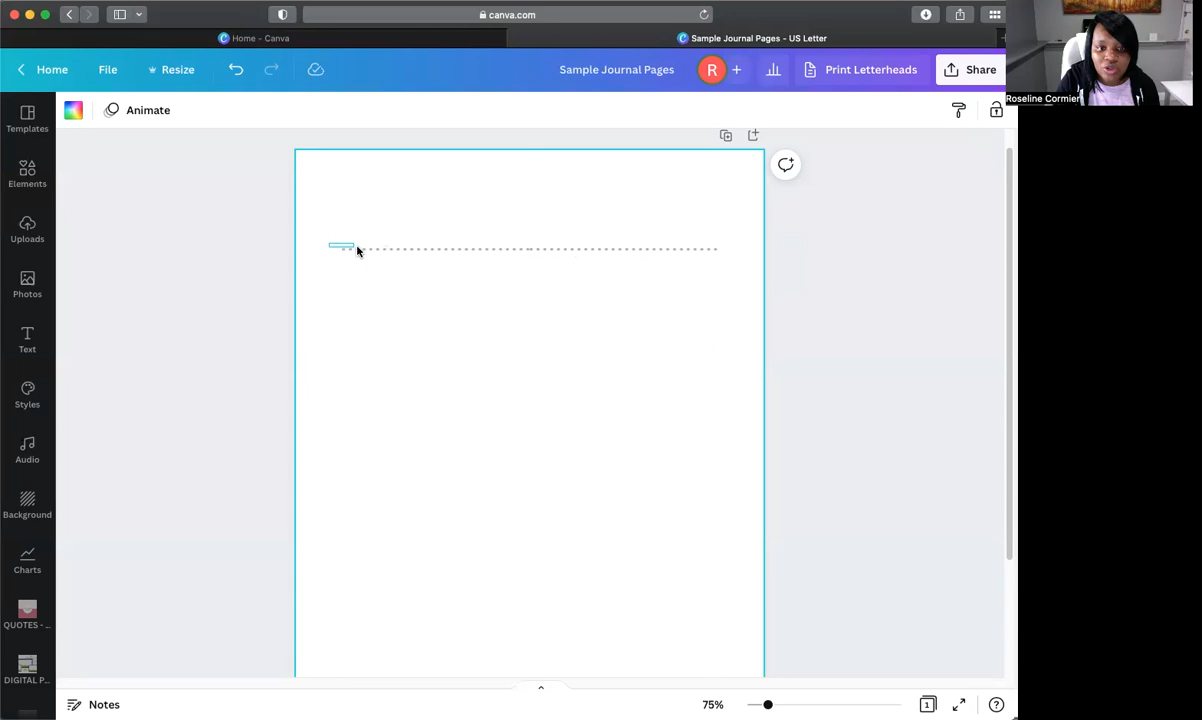 canva.com
Home - Canva
Sample Journal Pages - US Letter
Home
File
Resize
Sample Journal Pages
R
Print Letterheads
Share
Roseline Cormier
Templates
Animate
Elements
Uploads
Photos
Text
Styles
Audio
Background
Charts
QUOTES - ...
DIGITAL P...
Notes
75%
1